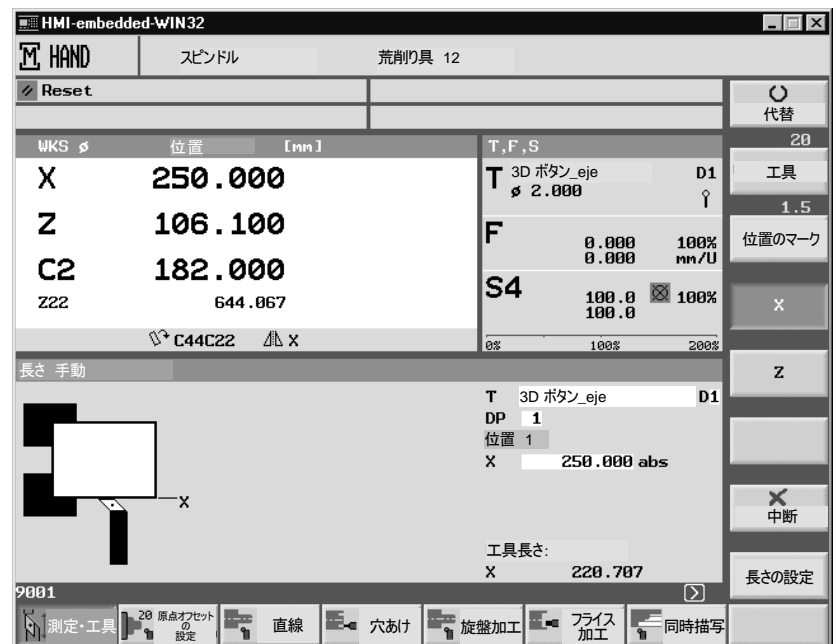 HMI-embedded-WIN32
HAND スピンドル 荒削り具 12
Reset
代替
WKS ø 位置 [mm]
T,F,S
20
X 250.000
Z 106.100
C2 182.000
Z22 644.067
C44C22 X
T 3D ボタン_eje D1
ø 2.000
F 0.000 100%
0.000 mm/U
S4 100.0 100%
100.0
0% 100% 200%
工具
1.5
位置のマーク
X
Z
中断
長さの設定
長さ 手動
X
T 3D ボタン_eje D1
DP 1
位置 1
X 250.000 abs
工具長さ:
X 220.707
9001
測定・工具
20 原点オフセット
の
設定
直線
穴あけ
旋盤加工
フライス
加工
同時描写